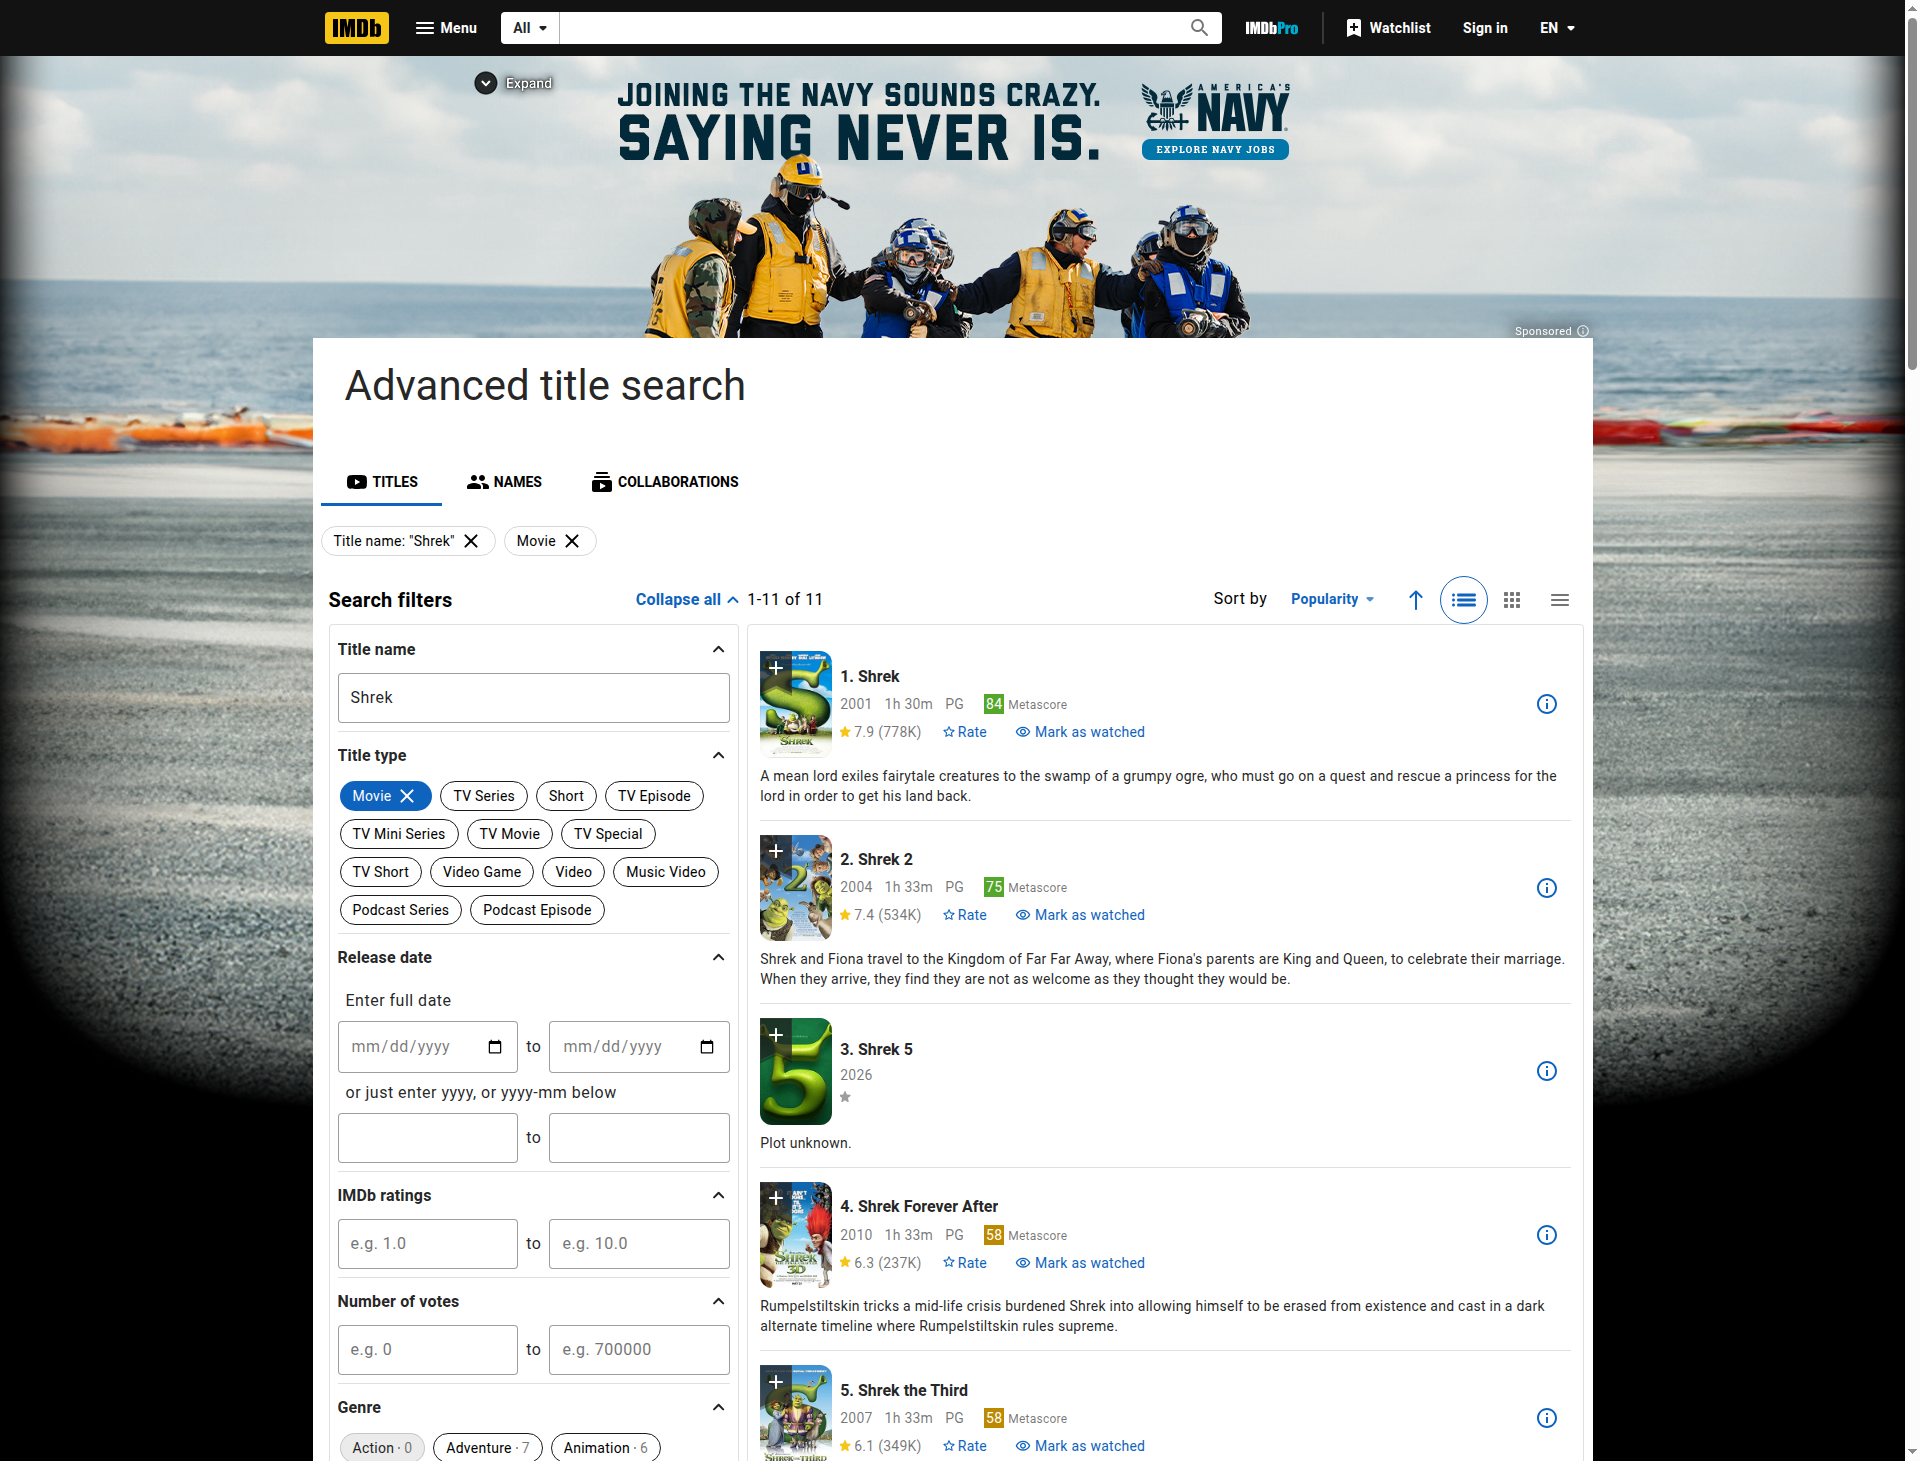 IMDb
Menu
All
IMDbPro
Watchlist
Sign in
EN
Expand
JOINING THE NAVY SOUNDS CRAZY.
SAYING NEVER IS.
AMERICA'S
NAVY
EXPLORE NAVY JOBS
Sponsored
Advanced title search
TITLES
NAMES
COLLABORATIONS
Title name: "Shrek"
Movie
Search filters
Collapse all
1-11 of 11
Sort by
Popularity
Title name
Shrek
Title type
Movie
TV Series
Short
TV Episode
TV Mini Series
TV Movie
TV Special
TV Short
Video Game
Video
Music Video
Podcast Series
Podcast Episode
Release date
Enter full date
mm/dd/yyyy
to
mm/dd/yyyy
or just enter yyyy, or yyyy-mm below
to
IMDb ratings
e.g. 1.0
to
e.g. 10.0
Number of votes
e.g. 0
to
e.g. 700000
Genre
Action · 0
Adventure · 7
Animation · 6
1. Shrek
2001 1h 30m PG 84 Metascore
7.9 (778K) Rate Mark as watched
A mean lord exiles fairytale creatures to the swamp of a grumpy ogre, who must go on a quest and rescue a princess for the
lord in order to get his land back.
2. Shrek 2
2004 1h 33m PG 75 Metascore
7.4 (534K) Rate Mark as watched
Shrek and Fiona travel to the Kingdom of Far Far Away, where Fiona's parents are King and Queen, to celebrate their marriage.
When they arrive, they find they are not as welcome as they thought they would be.
3. Shrek 5
2026
Plot unknown.
4. Shrek Forever After
2010 1h 33m PG 58 Metascore
6.3 (237K) Rate Mark as watched
Rumpelstiltskin tricks a mid-life crisis burdened Shrek into allowing himself to be erased from existence and cast in a dark
alternate timeline where Rumpelstiltskin rules supreme.
5. Shrek the Third
2007 1h 33m PG 58 Metascore
6.1 (349K) Rate Mark as watched